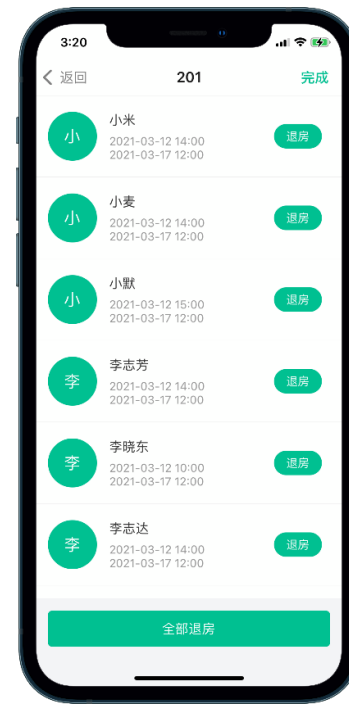 3:20
返回
201
完成
小
小米
2021-03-12 14:00
2021-03-17 12:00
退房
小
小麦
2021-03-12 14:00
2021-03-17 12:00
退房
小
小默
2021-03-12 15:00
2021-03-17 12:00
退房
李
李志芳
2021-03-12 14:00
2021-03-17 12:00
退房
李
李晓东
2021-03-12 10:00
2021-03-17 12:00
退房
李
李志达
2021-03-12 14:00
2021-03-17 12:00
退房
全部退房